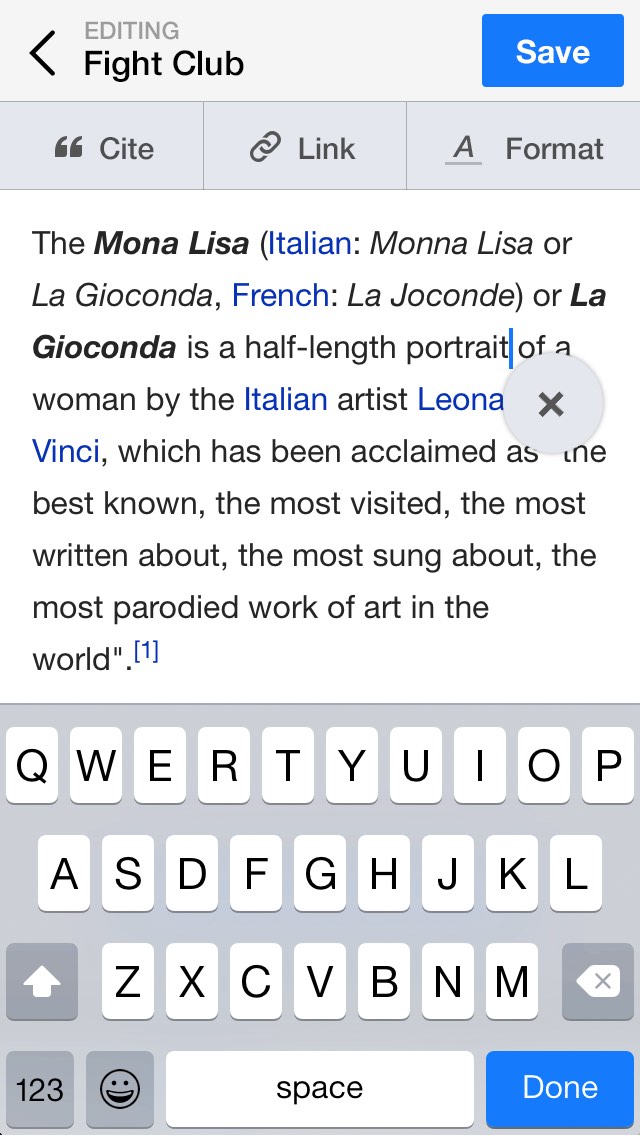 EDITING
Fight Club
Save
Cite
Link
A Format
The Mona Lisa (Italian: Monna Lisa or
La Gioconda, French: La Joconde) or La
Gioconda is a half-length portrait of a
woman by the Italian artist Leona
Vinci, which has been acclaimed as "the
best known, the most visited, the most
written about, the most sung about, the
most parodied work of art in the
world".[1]
Q W E R T Y U I O P
A S D F G H J K L
Z X C V B N M
123 space Done